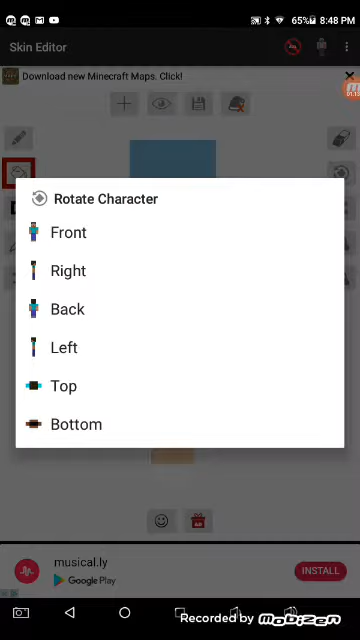 65% 8:48 PM
Skin Editor
Download new Minecraft Maps. Click!
Rotate Character
Front
Right
Back
Left
Top
Bottom
musical.ly
Google Play
INSTALL
Recorded by mobizen